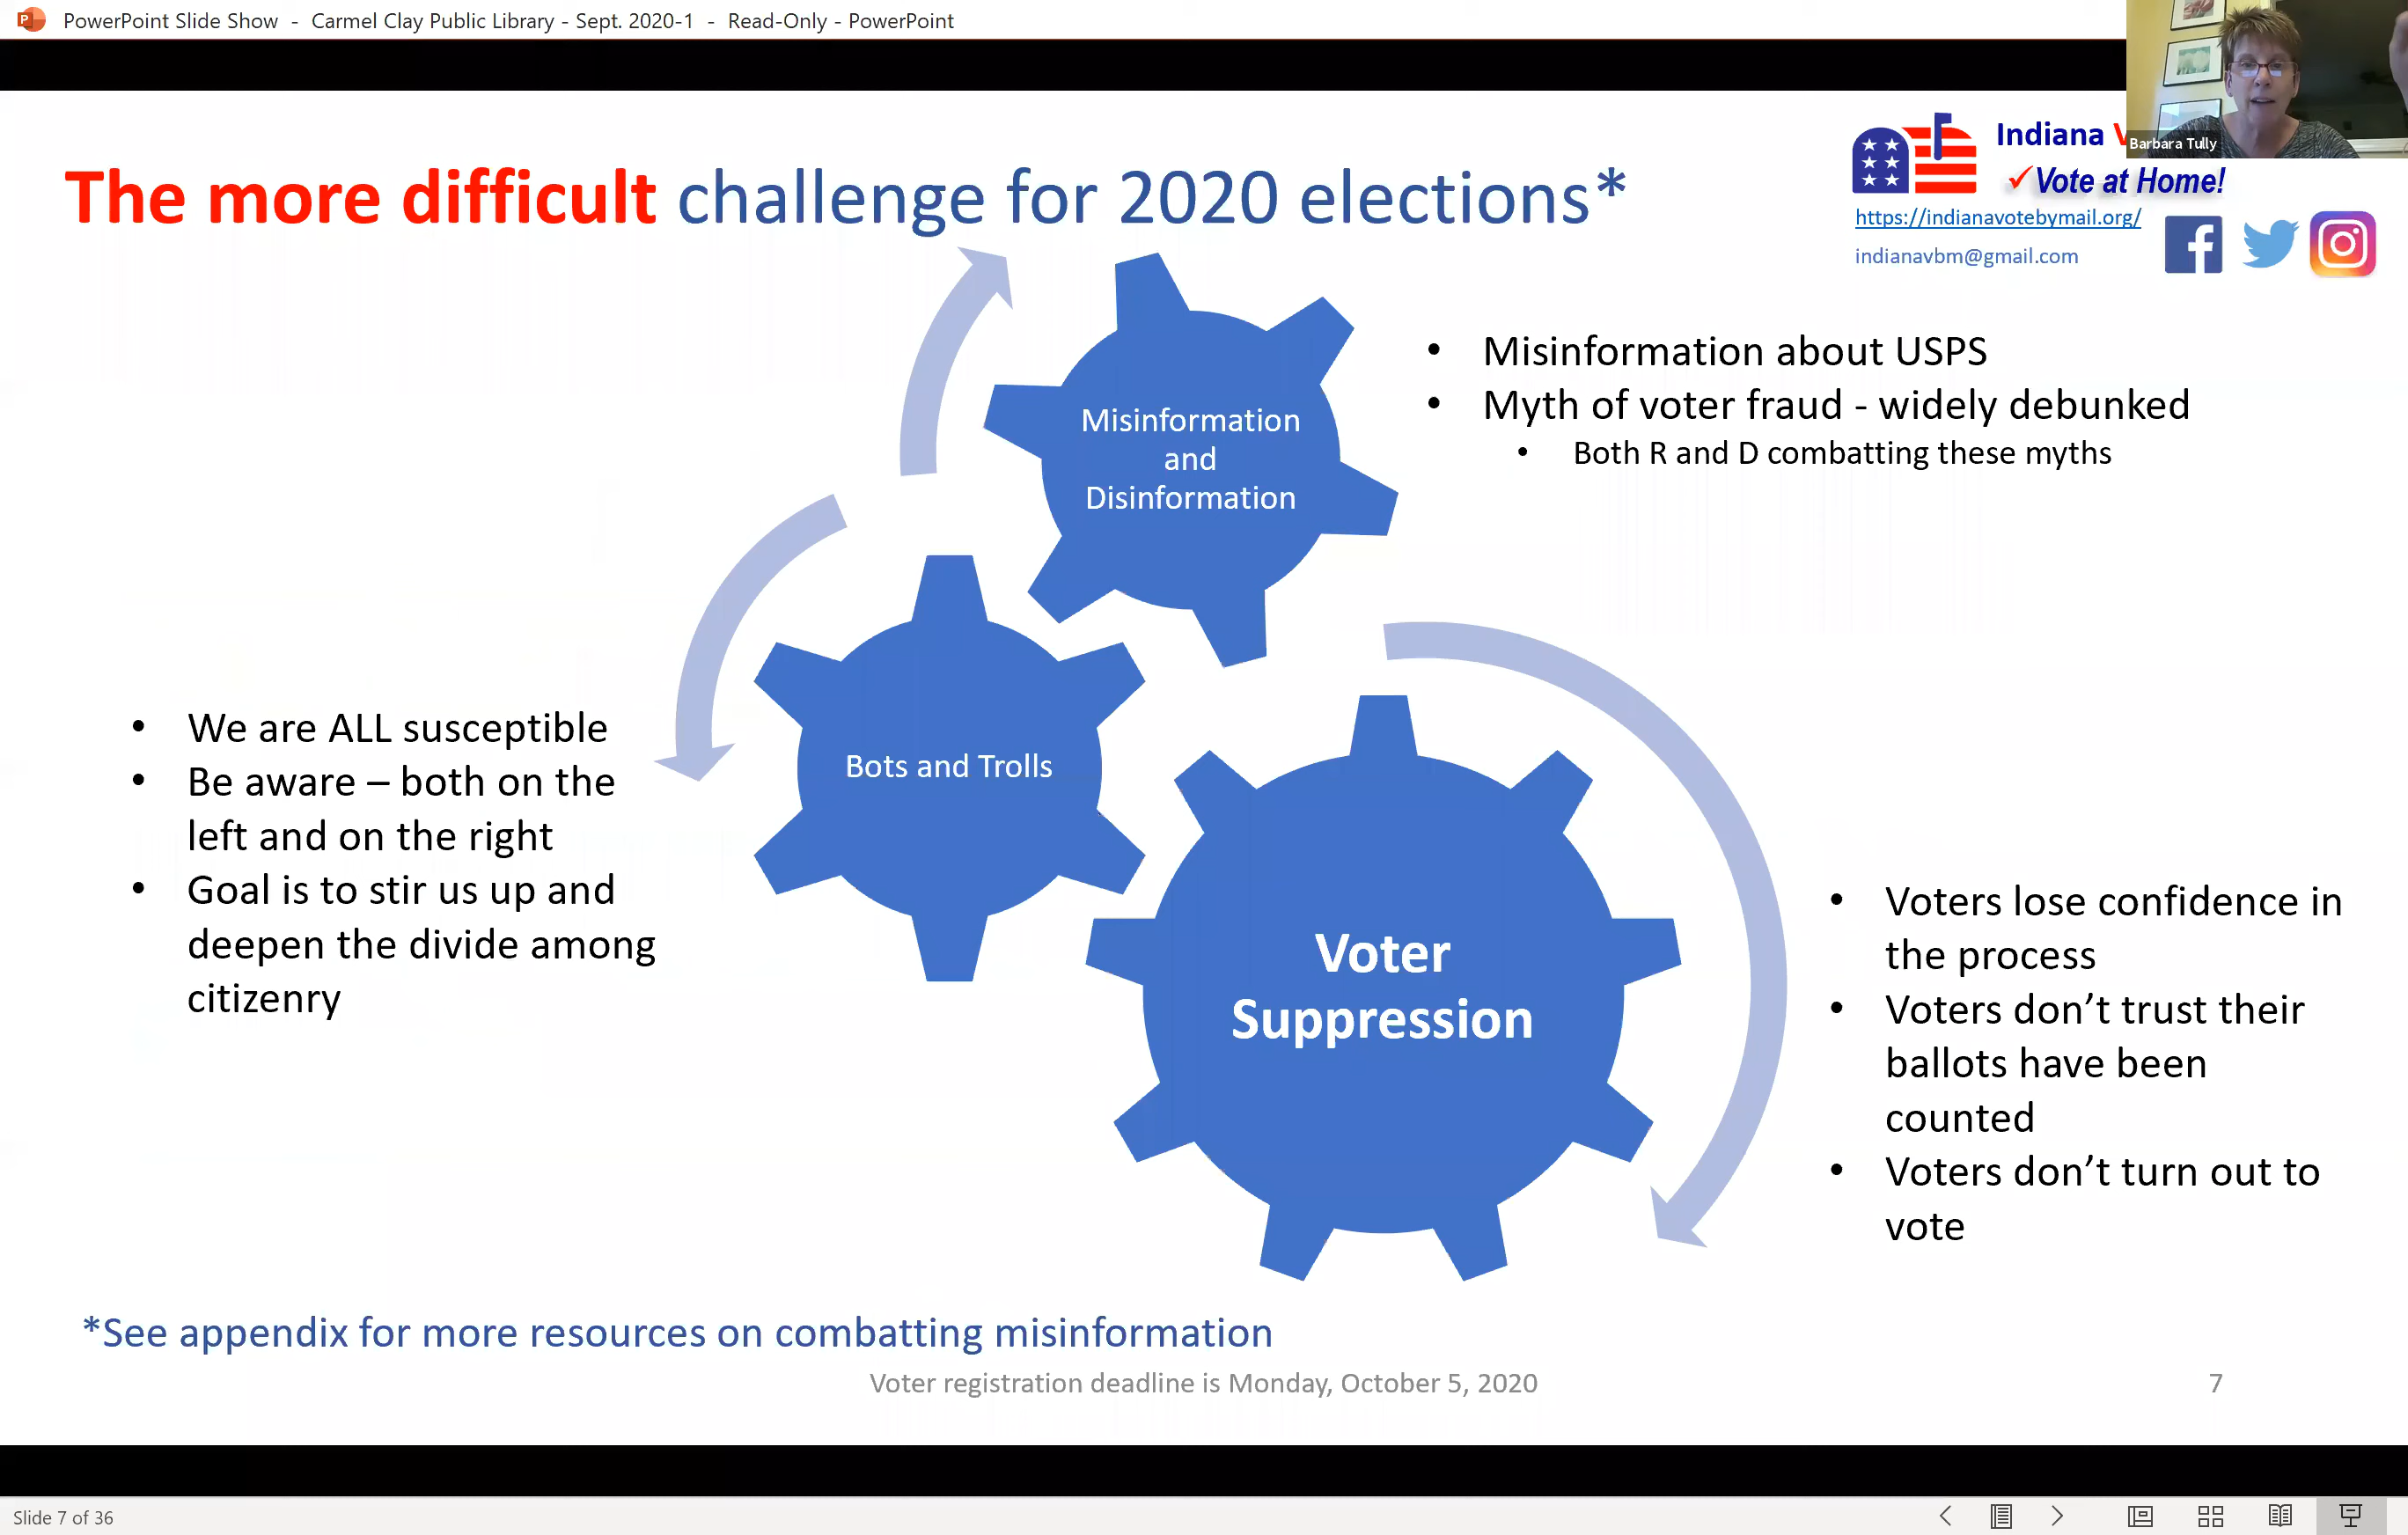 PowerPoint Slide Show - Carmel Clay Public Library - Sept. 2020-1 - Read-Only - PowerPoint
Barbara Tully
The more difficult challenge for 2020 elections*
Indiana V
✓Vote at Home!
https://indianavotebymail.org/
indianavbm@gmail.com
Misinformation
and
Disinformation
• Misinformation about USPS
• Myth of voter fraud - widely debunked
• Both R and D combatting these myths
Bots and Trolls
• We are ALL susceptible
• Be aware – both on the
left and on the right
• Goal is to stir us up and
deepen the divide among
citizenry
Voter
Suppression
• Voters lose confidence in
the process
• Voters don’t trust their
ballots have been
counted
• Voters don’t turn out to
vote
*See appendix for more resources on combatting misinformation
Voter registration deadline is Monday, October 5, 2020
7
Slide 7 of 36